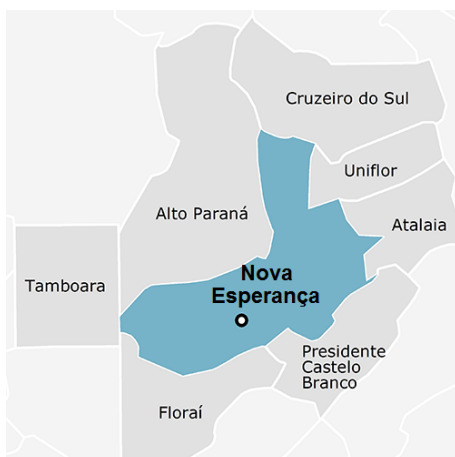 Cruzeiro do Sul
Uniflor
Alto Paraná
Atalaia
Nova
Esperança
Tamboara
Presidente
Castelo
Branco
Floraí